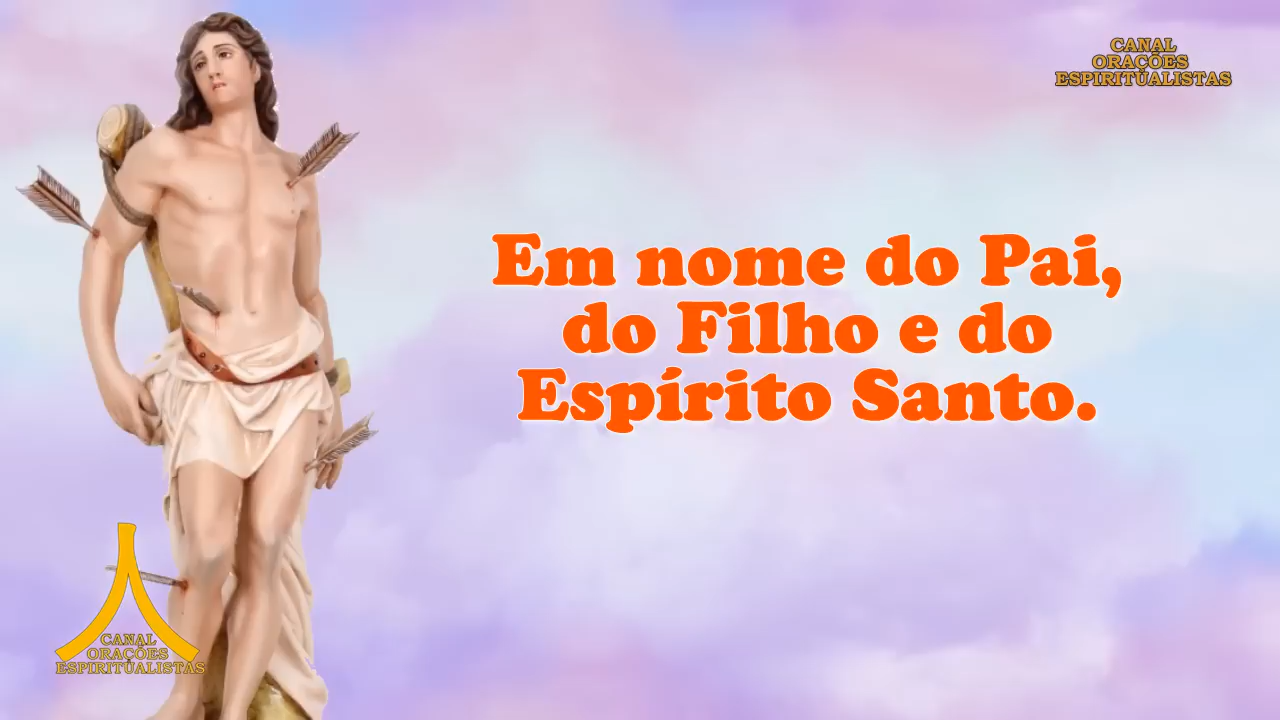 CANAL
ORAÇÕES
ESPIRITUALISTAS
Em nome do Pai,
do Filho e do
Espírito Santo.
CANAL
ORAÇÕES
ESPIRITUALISTAS